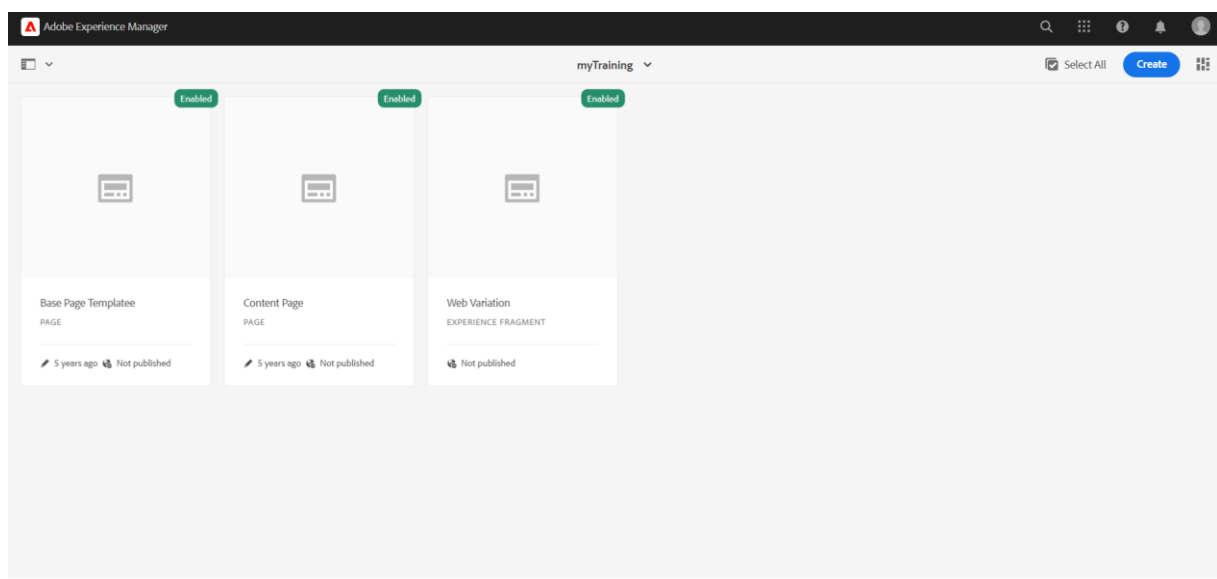 Adobe Experience Manager
myTraining
Select All
Create
Enabled
Enabled
Enabled
Base Page Templatee
PAGE
5 years ago Not published
Content Page
PAGE
5 years ago Not published
Web Variation
EXPERIENCE FRAGMENT
Not published